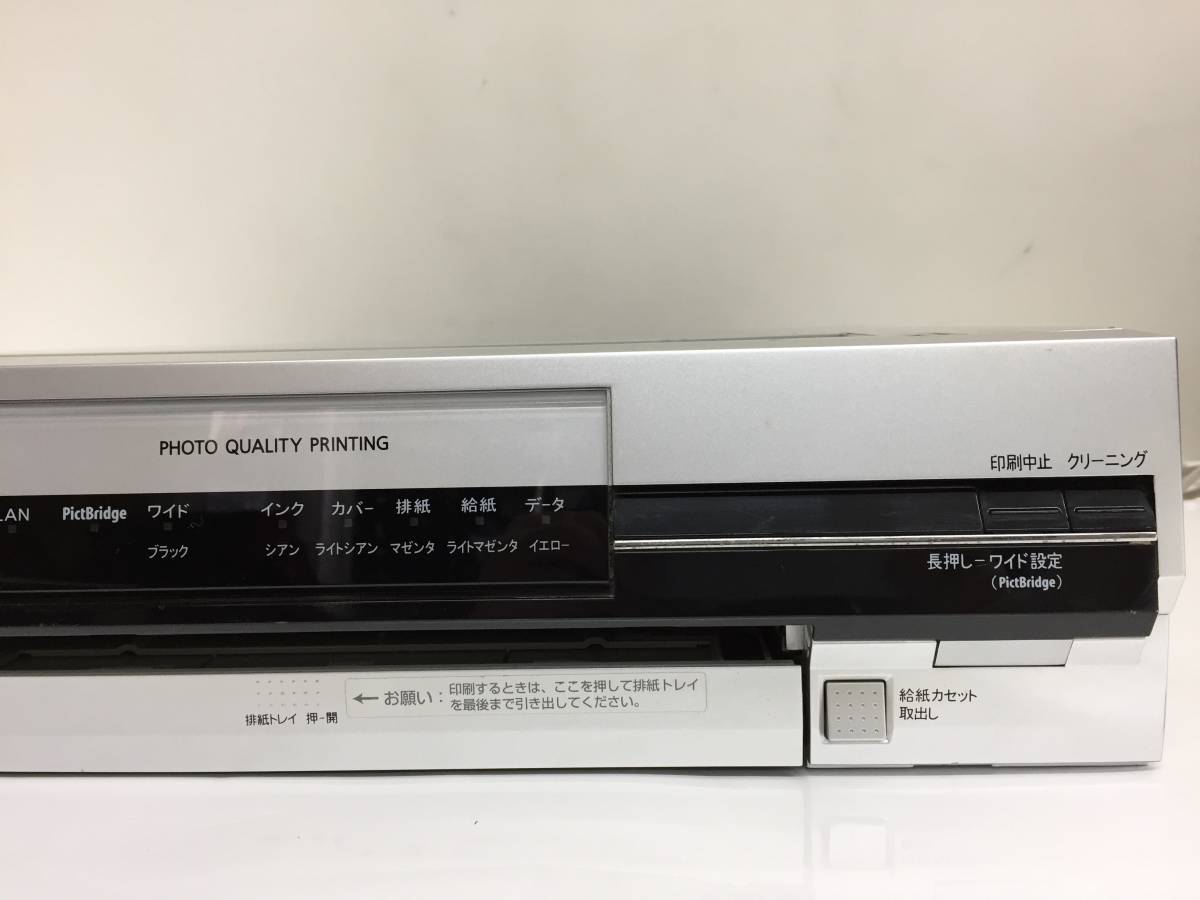 PHOTO QUALITY PRINTING
LAN PictBridge ワイド インク カバー 排紙 給紙 データ
ブラック シアン ライトシアン マゼンタ ライトマゼンタ イエロー
印刷中止 クリーニング
長押し-ワイド設定
(PictBridge)
排紙トレイ 押-開
← お願い: 印刷するときは、ここを押して排紙トレイ
を最後まで引き出してください。
給紙カセット
取出し